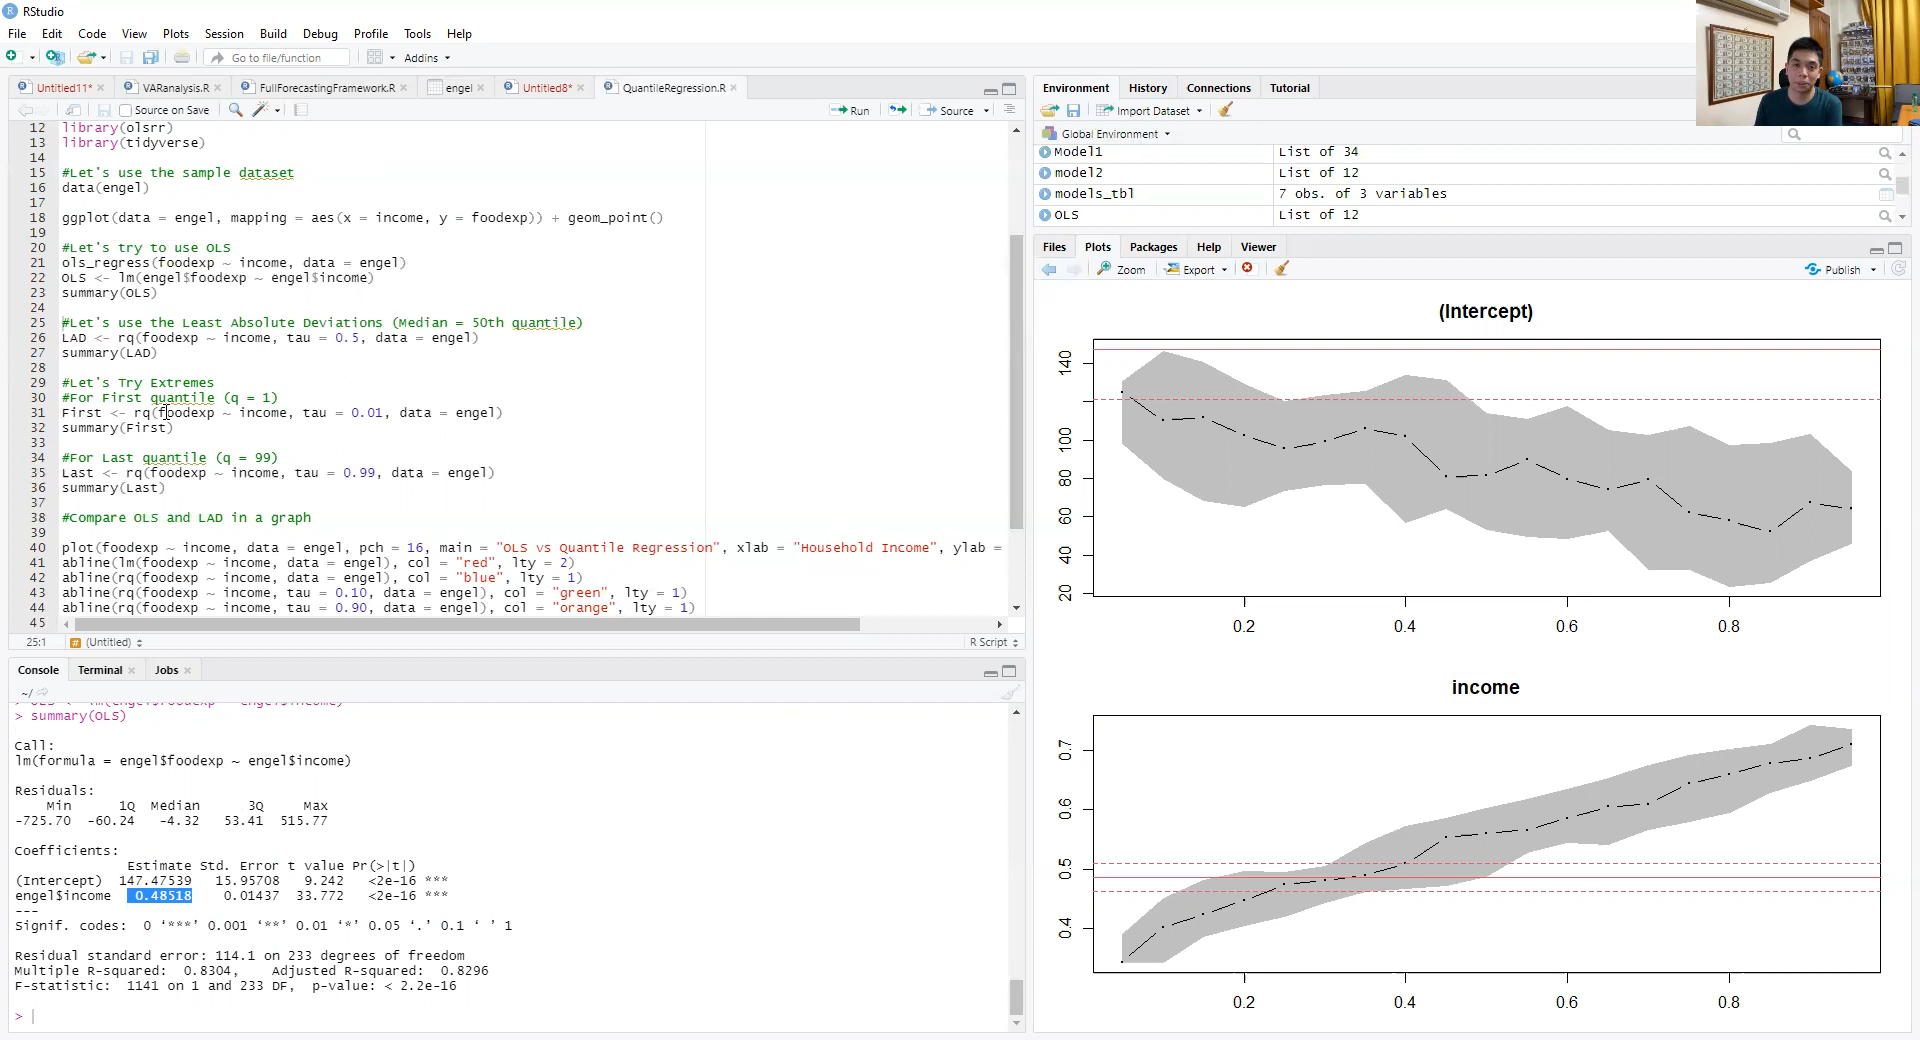 RStudio
File Edit Code View Plots Session Build Debug Profile Tools Help
Go to file/function Addins
Untitled11* VARanalysis.R FullForecastingFramework.R engel Untitled8* QuantileRegression.R
Source on Save Run Source
12 library(olsrr)
13 library(tidyverse)
14
15 #Let's use the sample dataset
16 data(engel)
17
18 ggplot(data = engel, mapping = aes(x = income, y = foodexp)) + geom_point()
19
20 #Let's try to use OLS
21 ols_regress(foodexp ~ income, data = engel)
22 OLS <- lm(engel$foodexp ~ engel$income)
23 summary(OLS)
24
25 #Let's use the Least Absolute Deviations (Median = 50th quantile)
26 LAD <- rq(foodexp ~ income, tau = 0.5, data = engel)
27 summary(LAD)
28
29 #Let's Try Extremes
30 #For First quantile (q = 1)
31 First <- rq(foodexp ~ income, tau = 0.01, data = engel)
32 summary(First)
33
34 #For Last quantile (q = 99)
35 Last <- rq(foodexp ~ income, tau = 0.99, data = engel)
36 summary(Last)
37
38 #Compare OLS and LAD in a graph
39
40 plot(foodexp ~ income, data = engel, pch = 16, main = "OLS vs Quantile Regression", xlab = "Household Income", ylab =
41 abline(lm(foodexp ~ income, data = engel), col = "red", lty = 2)
42 abline(rq(foodexp ~ income, data = engel), col = "blue", lty = 1)
43 abline(rq(foodexp ~ income, tau = 0.10, data = engel), col = "green", lty = 1)
44 abline(rq(foodexp ~ income, tau = 0.90, data = engel), col = "orange", lty = 1)
45
25:1 # (Untitled) R Script
Console Terminal Jobs
~/
> OLS <- lm(engel$foodexp ~ engel$income)
> summary(OLS)
Call:
lm(formula = engel$foodexp ~ engel$income)
Residuals:
Min 1Q Median 3Q Max
-725.70 -60.24 -4.32 53.41 515.77
Coefficients:
Estimate Std. Error t value Pr(>|t|)
(Intercept) 147.47539 15.95708 9.242 <2e-16 ***
engel$income 0.48518 0.01437 33.772 <2e-16 ***
---
Signif. codes: 0 ‘***’ 0.001 ‘**’ 0.01 ‘*’ 0.05 ‘.’ 0.1 ‘ ’ 1
Residual standard error: 114.1 on 233 degrees of freedom
Multiple R-squared: 0.8304, Adjusted R-squared: 0.8296
F-statistic: 1141 on 1 and 233 DF, p-value: < 2.2e-16
>
Environment History Connections Tutorial
Import Dataset
Global Environment
Model1 List of 34
model2 List of 12
models_tbl 7 obs. of 3 variables
OLS List of 12
Files Plots Packages Help Viewer
Zoom Export Publish
(Intercept)
140
100
80
60
40
20
0.2 0.4 0.6 0.8
income
0.7
0.6
0.5
0.4
0.2 0.4 0.6 0.8